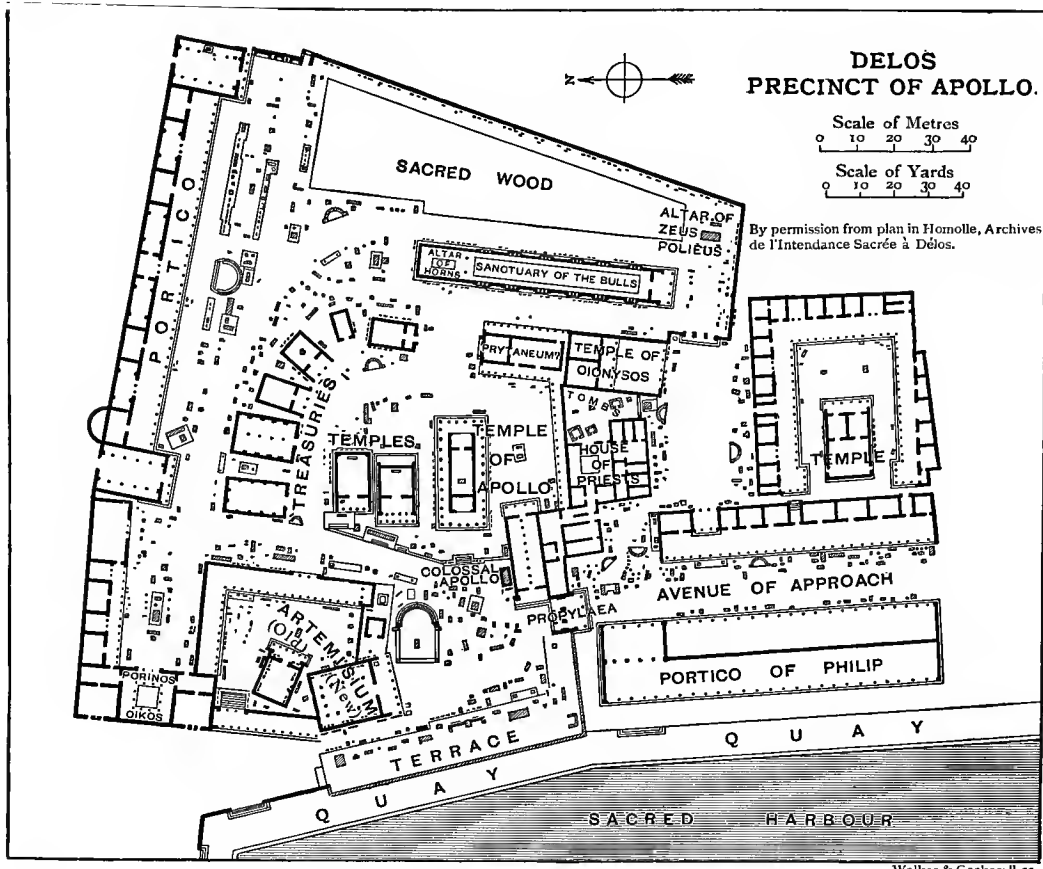 DELOS
PRECINCT OF APOLLO.
N
Scale of Metres
0 10 20 30 40
Scale of Yards
0 10 20 30 40
By permission from plan in Homolle, Archives
de l'Intendance Sacrée à Délos.
SACRED WOOD
ALTAR OF
ZEUS
POLIEUS
PORTICO
ALTAR
OF
HORNS
SANCTUARY OF THE BULLS
PRYTANEUM?
TEMPLE OF
DIONYSOS
TOMBS
TREASURIES
TEMPLES
TEMPLE
OF
APOLLO
HOUSE
OF
PRIESTS
TEMPLE
COLOSSAL
APOLLO
AVENUE OF APPROACH
PROPYLAEA
ARTEMISIUM
(Old)
(New)
PORINOS
OIKOS
PORTICO OF PHILIP
TERRACE
QUAY
QUAY
SACRED HARBOUR